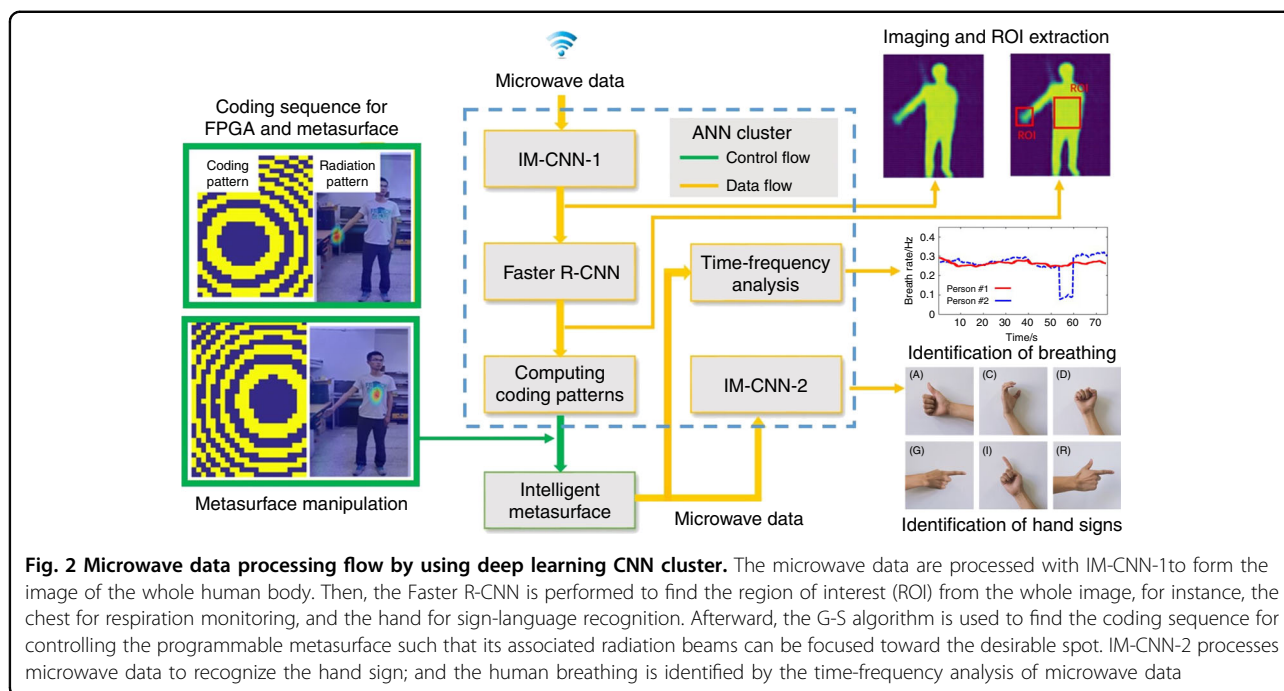 Microwave data
Imaging and ROI extraction
ROI
ROI
Coding sequence for
FPGA and metasurface
Coding
pattern
Radiation
pattern
Metasurface manipulation
ANN cluster
Control flow
Data flow
IM-CNN-1
Faster R-CNN
Computing
coding patterns
Intelligent
metasurface
Time-frequency
analysis
IM-CNN-2
Microwave data
Breath rate/Hz
0.4
0.3
0.2
0.1
0
Person #1
Person #2
10 20 30 40 50 60 70
Time/s
Identification of breathing
(A) (C) (D)
(G) (I) (R)
Identification of hand signs
Fig. 2 Microwave data processing flow by using deep learning CNN cluster. The microwave data are processed with IM-CNN-1to form the
image of the whole human body. Then, the Faster R-CNN is performed to find the region of interest (ROI) from the whole image, for instance, the
chest for respiration monitoring, and the hand for sign-language recognition. Afterward, the G-S algorithm is used to find the coding sequence for
controlling the programmable metasurface such that its associated radiation beams can be focused toward the desirable spot. IM-CNN-2 processes
microwave data to recognize the hand sign; and the human breathing is identified by the time-frequency analysis of microwave data